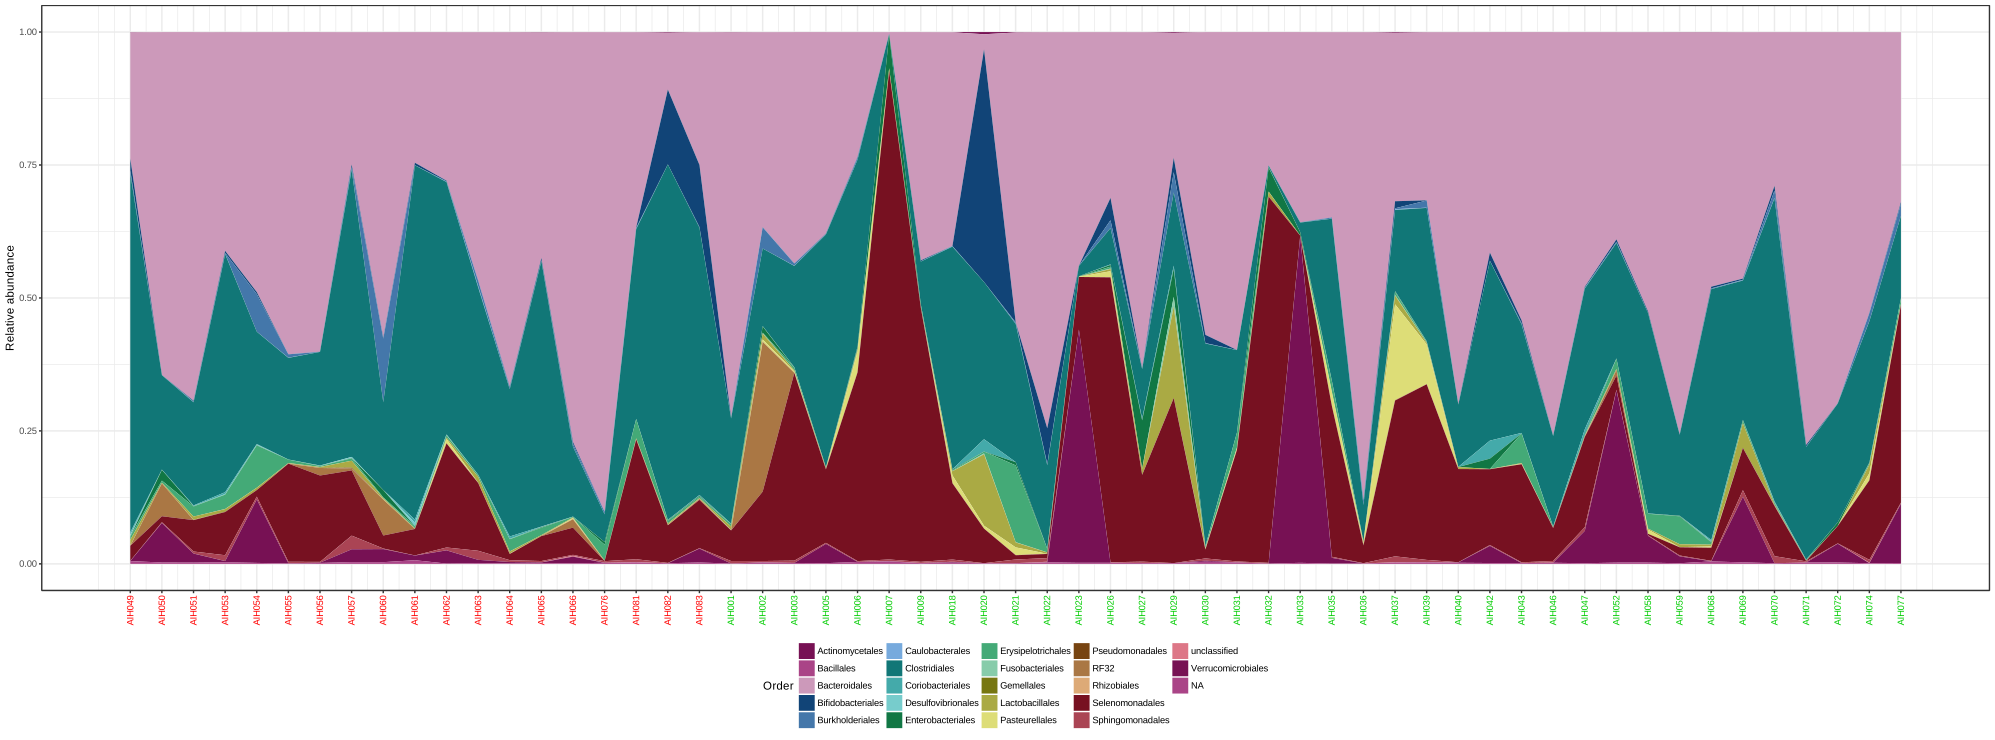 1.00
0.75
0.50
0.25
0.00
Relative abundance
AIH049 AIH050 AIH051 AIH053 AIH054 AIH055 AIH056 AIH057 AIH060 AIH061 AIH062 AIH063 AIH064 AIH065 AIH066 AIH076 AIH081 AIH082 AIH083 AIH001 AIH002 AIH003 AIH005 AIH006 AIH007 AIH009 AIH018 AIH020 AIH021 AIH022 AIH023 AIH026 AIH027 AIH029 AIH030 AIH031 AIH032 AIH033 AIH035 AIH036 AIH037 AIH039 AIH040 AIH042 AIH043 AIH046 AIH047 AIH052 AIH058 AIH059 AIH068 AIH069 AIH070 AIH071 AIH072 AIH074 AIH077
Order
Actinomycetales Caulobacterales Erysipelotrichales Pseudomonadales unclassified
Bacillales Clostridiales Fusobacteriales RF32 Verrucomicrobiales
Bacteroidales Coriobacteriales Gemellales Rhizobiales NA
Bifidobacteriales Desulfovibrionales Lactobacillales Selenomonadales
Burkholderiales Enterobacteriales Pasteurellales Sphingomonadales